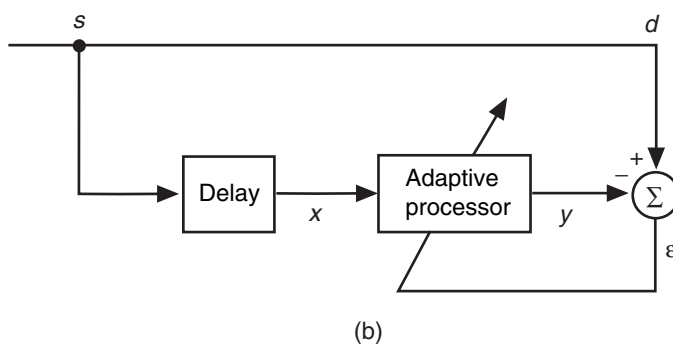 s
d
+
−
Delay
Adaptive
processor
Σ
x
y
ε
(b)